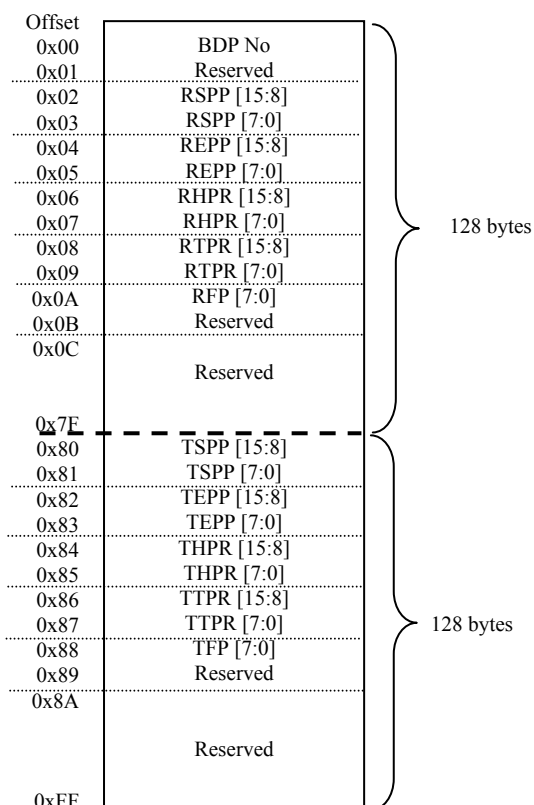 Offset
0x00 BDP No
0x01 Reserved
0x02 RSPP [15:8]
0x03 RSPP [7:0]
0x04 REPP [15:8]
0x05 REPP [7:0]
0x06 RHPR [15:8]
0x07 RHPR [7:0]
128 bytes
0x08 RTPR [15:8]
0x09 RTPR [7:0]
0x0A RFP [7:0]
0x0B Reserved
0x0C
Reserved
0x7F
0x80 TSPP [15:8]
0x81 TSPP [7:0]
0x82 TEPP [15:8]
0x83 TEPP [7:0]
0x84 THPR [15:8]
0x85 THPR [7:0]
0x86 TTPR [15:8]
0x87 TTPR [7:0]
128 bytes
0x88 TFP [7:0]
0x89 Reserved
0x8A
Reserved
0xFF